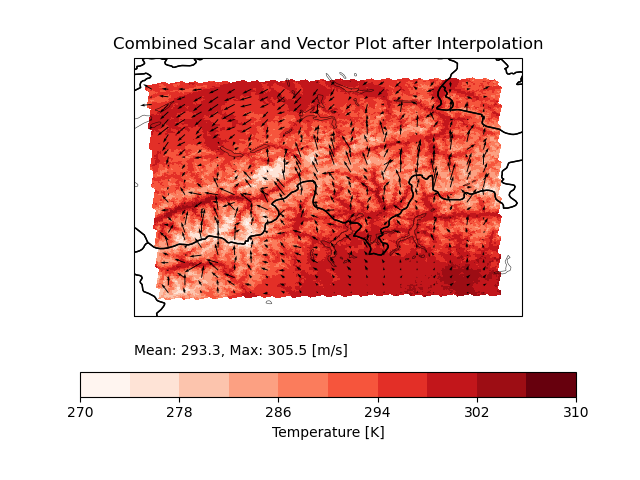 Combined Scalar and Vector Plot after Interpolation
Mean: 293.3, Max: 305.5 [m/s]
270 278 286 294 302 310
Temperature [K]